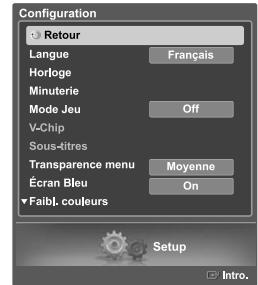 Configuration
Retour
Langue Français
Horloge
Minuterie
Mode Jeu Off
V-Chip
Sous-titres
Transparence menu Moyenne
Écran Bleu On
▼Faibl. couleurs
Setup
Intro.